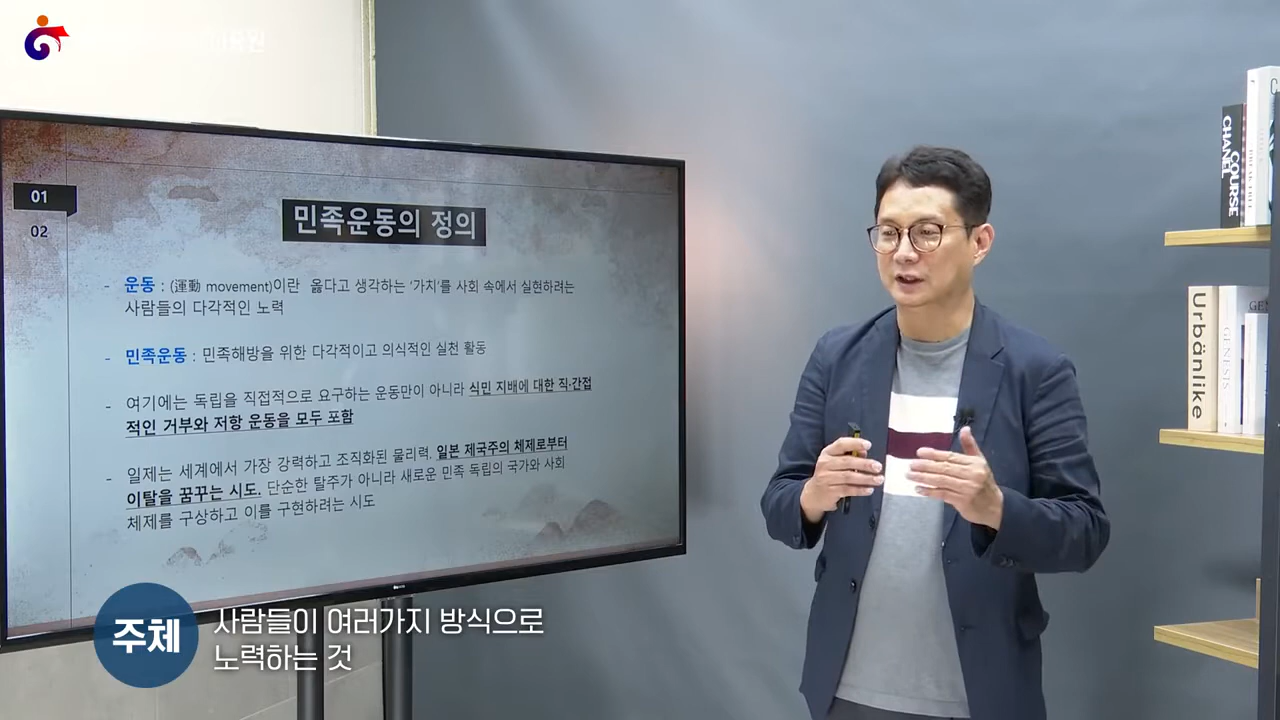 01
02
민족운동의 정의
- 운동 : (運動 movement)이란 옳다고 생각하는 '가치'를 사회 속에서 실현하려는
사람들의 다각적인 노력
- 민족운동 : 민족해방을 위한 다각적이고 의식적인 실천 활동
- 여기에는 독립을 직접적으로 요구하는 운동만이 아니라 식민 지배에 대한 직·간접
적인 거부와 저항 운동을 모두 포함
- 일제는 세계에서 가장 강력하고 조직화된 물리력. 일본 제국주의 체제로부터
이탈을 꿈꾸는 시도. 단순한 탈주가 아니라 새로운 민족 독립의 국가와 사회
체제를 구상하고 이를 구현하려는 시도
주체
사람들이 여러가지 방식으로
노력하는 것
CHANEL
COURSE
Urbänlike
GENESIS